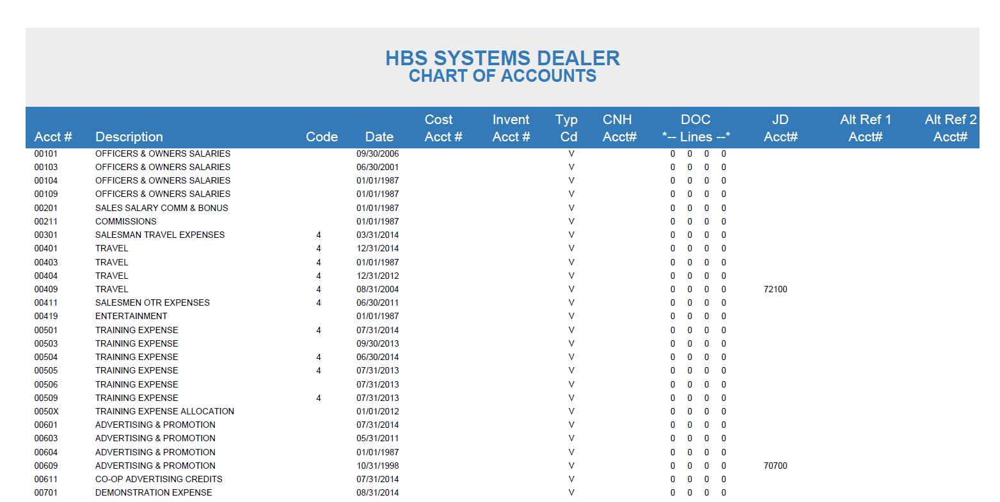 HBS SYSTEMS DEALER
CHART OF ACCOUNTS
Cost Invent Typ CNH DOC JD Alt Ref 1 Alt Ref 2
Acct # Description Code Date Acct # Acct # Cd Acct# *-- Lines --* Acct# Acct# Acct#
00101 OFFICERS & OWNERS SALARIES 09/30/2006 V 0 0 0 0
00103 OFFICERS & OWNERS SALARIES 06/30/2001 V 0 0 0 0
00104 OFFICERS & OWNERS SALARIES 01/01/1987 V 0 0 0 0
00109 OFFICERS & OWNERS SALARIES 01/01/1987 V 0 0 0 0
00201 SALES SALARY COMM & BONUS 01/01/1987 V 0 0 0 0
00211 COMMISSIONS 01/01/1987 V 0 0 0 0
00301 SALESMAN TRAVEL EXPENSES 4 03/31/2014 V 0 0 0 0
00401 TRAVEL 4 12/31/2014 V 0 0 0 0
00403 TRAVEL 4 01/01/1987 V 0 0 0 0
00404 TRAVEL 4 12/31/2012 V 0 0 0 0
00409 TRAVEL 4 08/31/2004 V 0 0 0 0 72100
00411 SALESMEN OTR EXPENSES 4 06/30/2011 V 0 0 0 0
00419 ENTERTAINMENT 01/01/1987 V 0 0 0 0
00501 TRAINING EXPENSE 4 07/31/2014 V 0 0 0 0
00503 TRAINING EXPENSE 09/30/2013 V 0 0 0 0
00504 TRAINING EXPENSE 4 06/30/2014 V 0 0 0 0
00505 TRAINING EXPENSE 4 07/31/2013 V 0 0 0 0
00506 TRAINING EXPENSE 07/31/2013 V 0 0 0 0
00509 TRAINING EXPENSE 4 07/31/2013 V 0 0 0 0
0050X TRAINING EXPENSE ALLOCATION 01/01/2012 V 0 0 0 0
00601 ADVERTISING & PROMOTION 07/31/2014 V 0 0 0 0
00603 ADVERTISING & PROMOTION 05/31/2011 V 0 0 0 0
00604 ADVERTISING & PROMOTION 01/01/1987 V 0 0 0 0
00609 ADVERTISING & PROMOTION 10/31/1998 V 0 0 0 0 70700
00611 CO-OP ADVERTISING CREDITS 07/31/2014 V 0 0 0 0
00701 DEMONSTRATION EXPENSE 08/31/2014 V 0 0 0 0